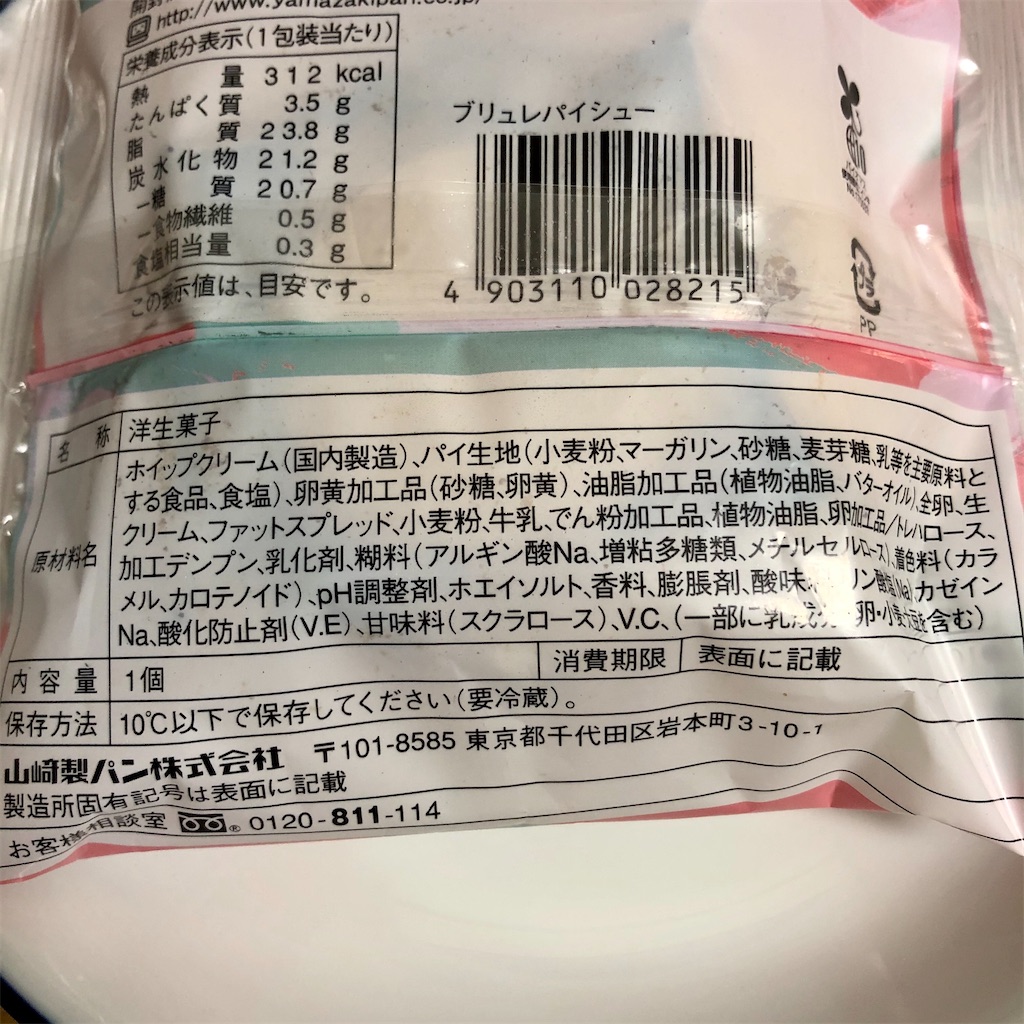 http://www.yamazakipan.co.jp/
栄養成分表示(1包装当たり)
熱量 312 kcal
たんぱく質 3.5 g
脂質 23.8 g
炭水化物 21.2 g
－糖質 20.7 g
－食物繊維 0.5 g
食塩相当量 0.3 g
この表示値は、目安です。
ブリュレパイシュー
4 903110 028215
PP
名称 洋生菓子
原材料名
ホイップクリーム(国内製造)、パイ生地(小麦粉、マーガリン、砂糖、麦芽糖、乳等を主要原料と
する食品、食塩)、卵黄加工品(砂糖、卵黄)、油脂加工品(植物油脂、バターオイル)、全卵、生
クリーム、ファットスプレッド、小麦粉、牛乳、でん粉加工品、植物油脂、卵加工品/トレハロース、
加工デンプン、乳化剤、糊料(アルギン酸Na、増粘多糖類、メチルセルロース)、着色料(カラ
メル、カロテノイド)、pH調整剤、ホエイソルト、香料、膨脹剤、酸味 リン酸塩(Na)、カゼイン
Na、酸化防止剤(V.E)、甘味料(スクラロース)、V.C、(一部に乳成分 卵・小麦・大豆を含む)
内容量 1個 消費期限 表面に記載
保存方法 10℃以下で保存してください(要冷蔵)。
山崎製パン株式会社 〒101-8585 東京都千代田区岩本町3-10-1
製造所固有記号は表面に記載
お客様相談室 0120-811-114